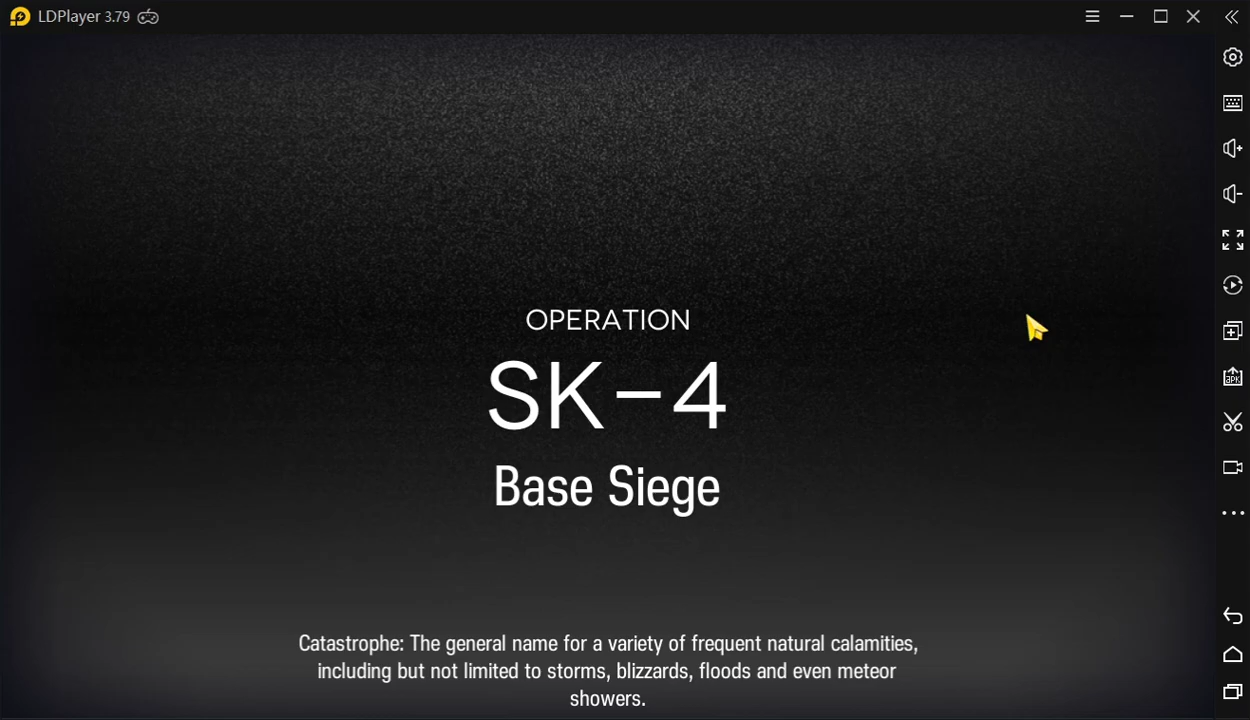 LDPlayer 3.79
OPERATION
SK-4
Base Siege
Catastrophe: The general name for a variety of frequent natural calamities,
including but not limited to storms, blizzards, floods and even meteor
showers.
APK